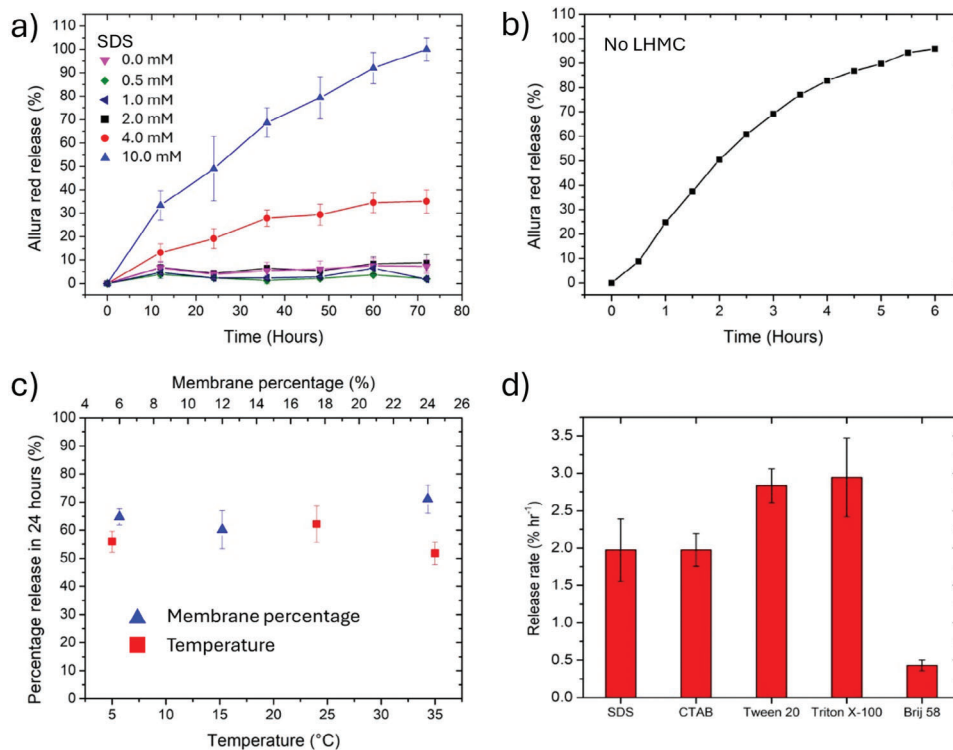 a)
SDS
0.0 mM
0.5 mM
1.0 mM
2.0 mM
4.0 mM
10.0 mM
Allura red release (%)
110
100
90
80
70
60
50
40
30
20
10
0
0 10 20 30 40 50 60 70 80
Time (Hours)
b)
No LHMC
Allura red release (%)
110
100
90
80
70
60
50
40
30
20
10
0
0 1 2 3 4 5 6
Time (Hours)
c)
Membrane percentage (%)
4 6 8 10 12 14 16 18 20 22 24 26
Percentage release in 24 hours (%)
100
90
80
70
60
50
40
30
20
10
0
Membrane percentage
Temperature
5 10 15 20 25 30 35
Temperature (°C)
d)
Release rate (% hr⁻¹)
3.5
3.0
2.5
2.0
1.5
1.0
0.5
0.0
SDS CTAB Tween 20 Triton X-100 Brij 58